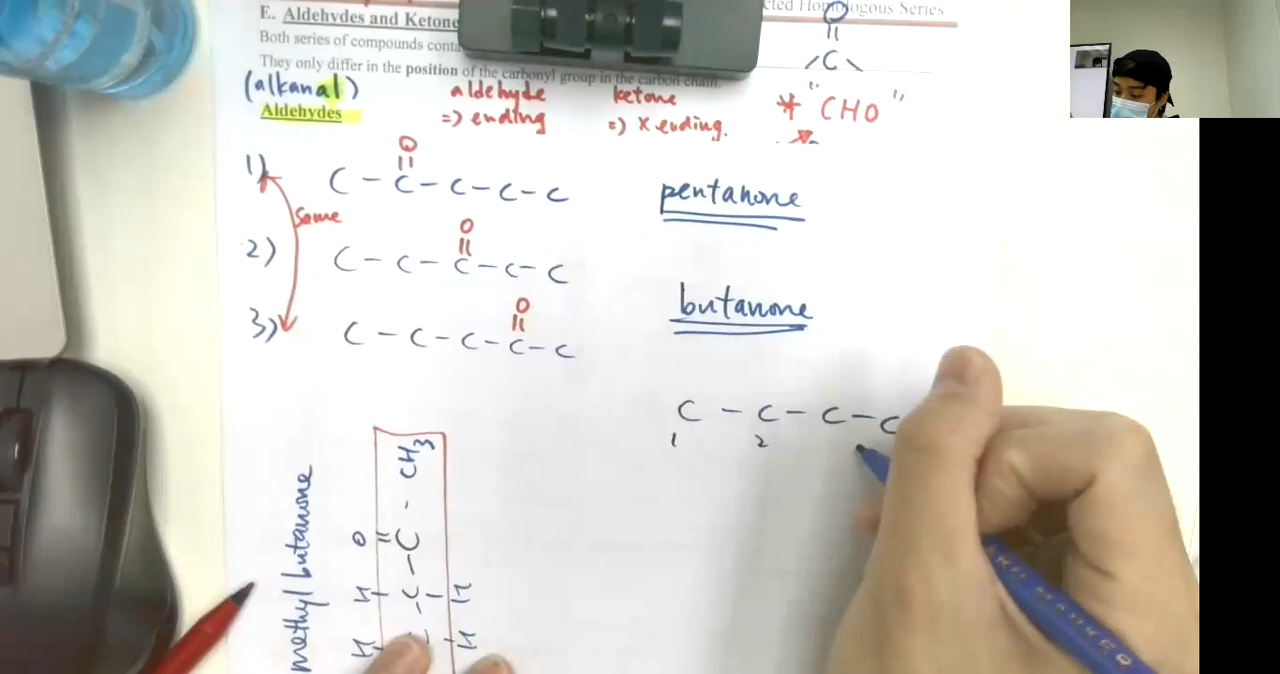 E. Aldehydes and Ketone
cted Homologous Series
Both series of compounds conta
They only differ in the position of the carbonyl group in the carbon chain.
O
C
(alkanal)
Aldehydes
aldehyde
=) ending
ketone
=) X ending.
* "CHO"
1)
O
C - C - C - C - C
Same
2)
O
C - C - C - C - C
3)
O
C - C - C - C - C
pentanone
butanone
C - C - C - C
1 2
methyl butanone
O
H H
C - C - CH3
H H